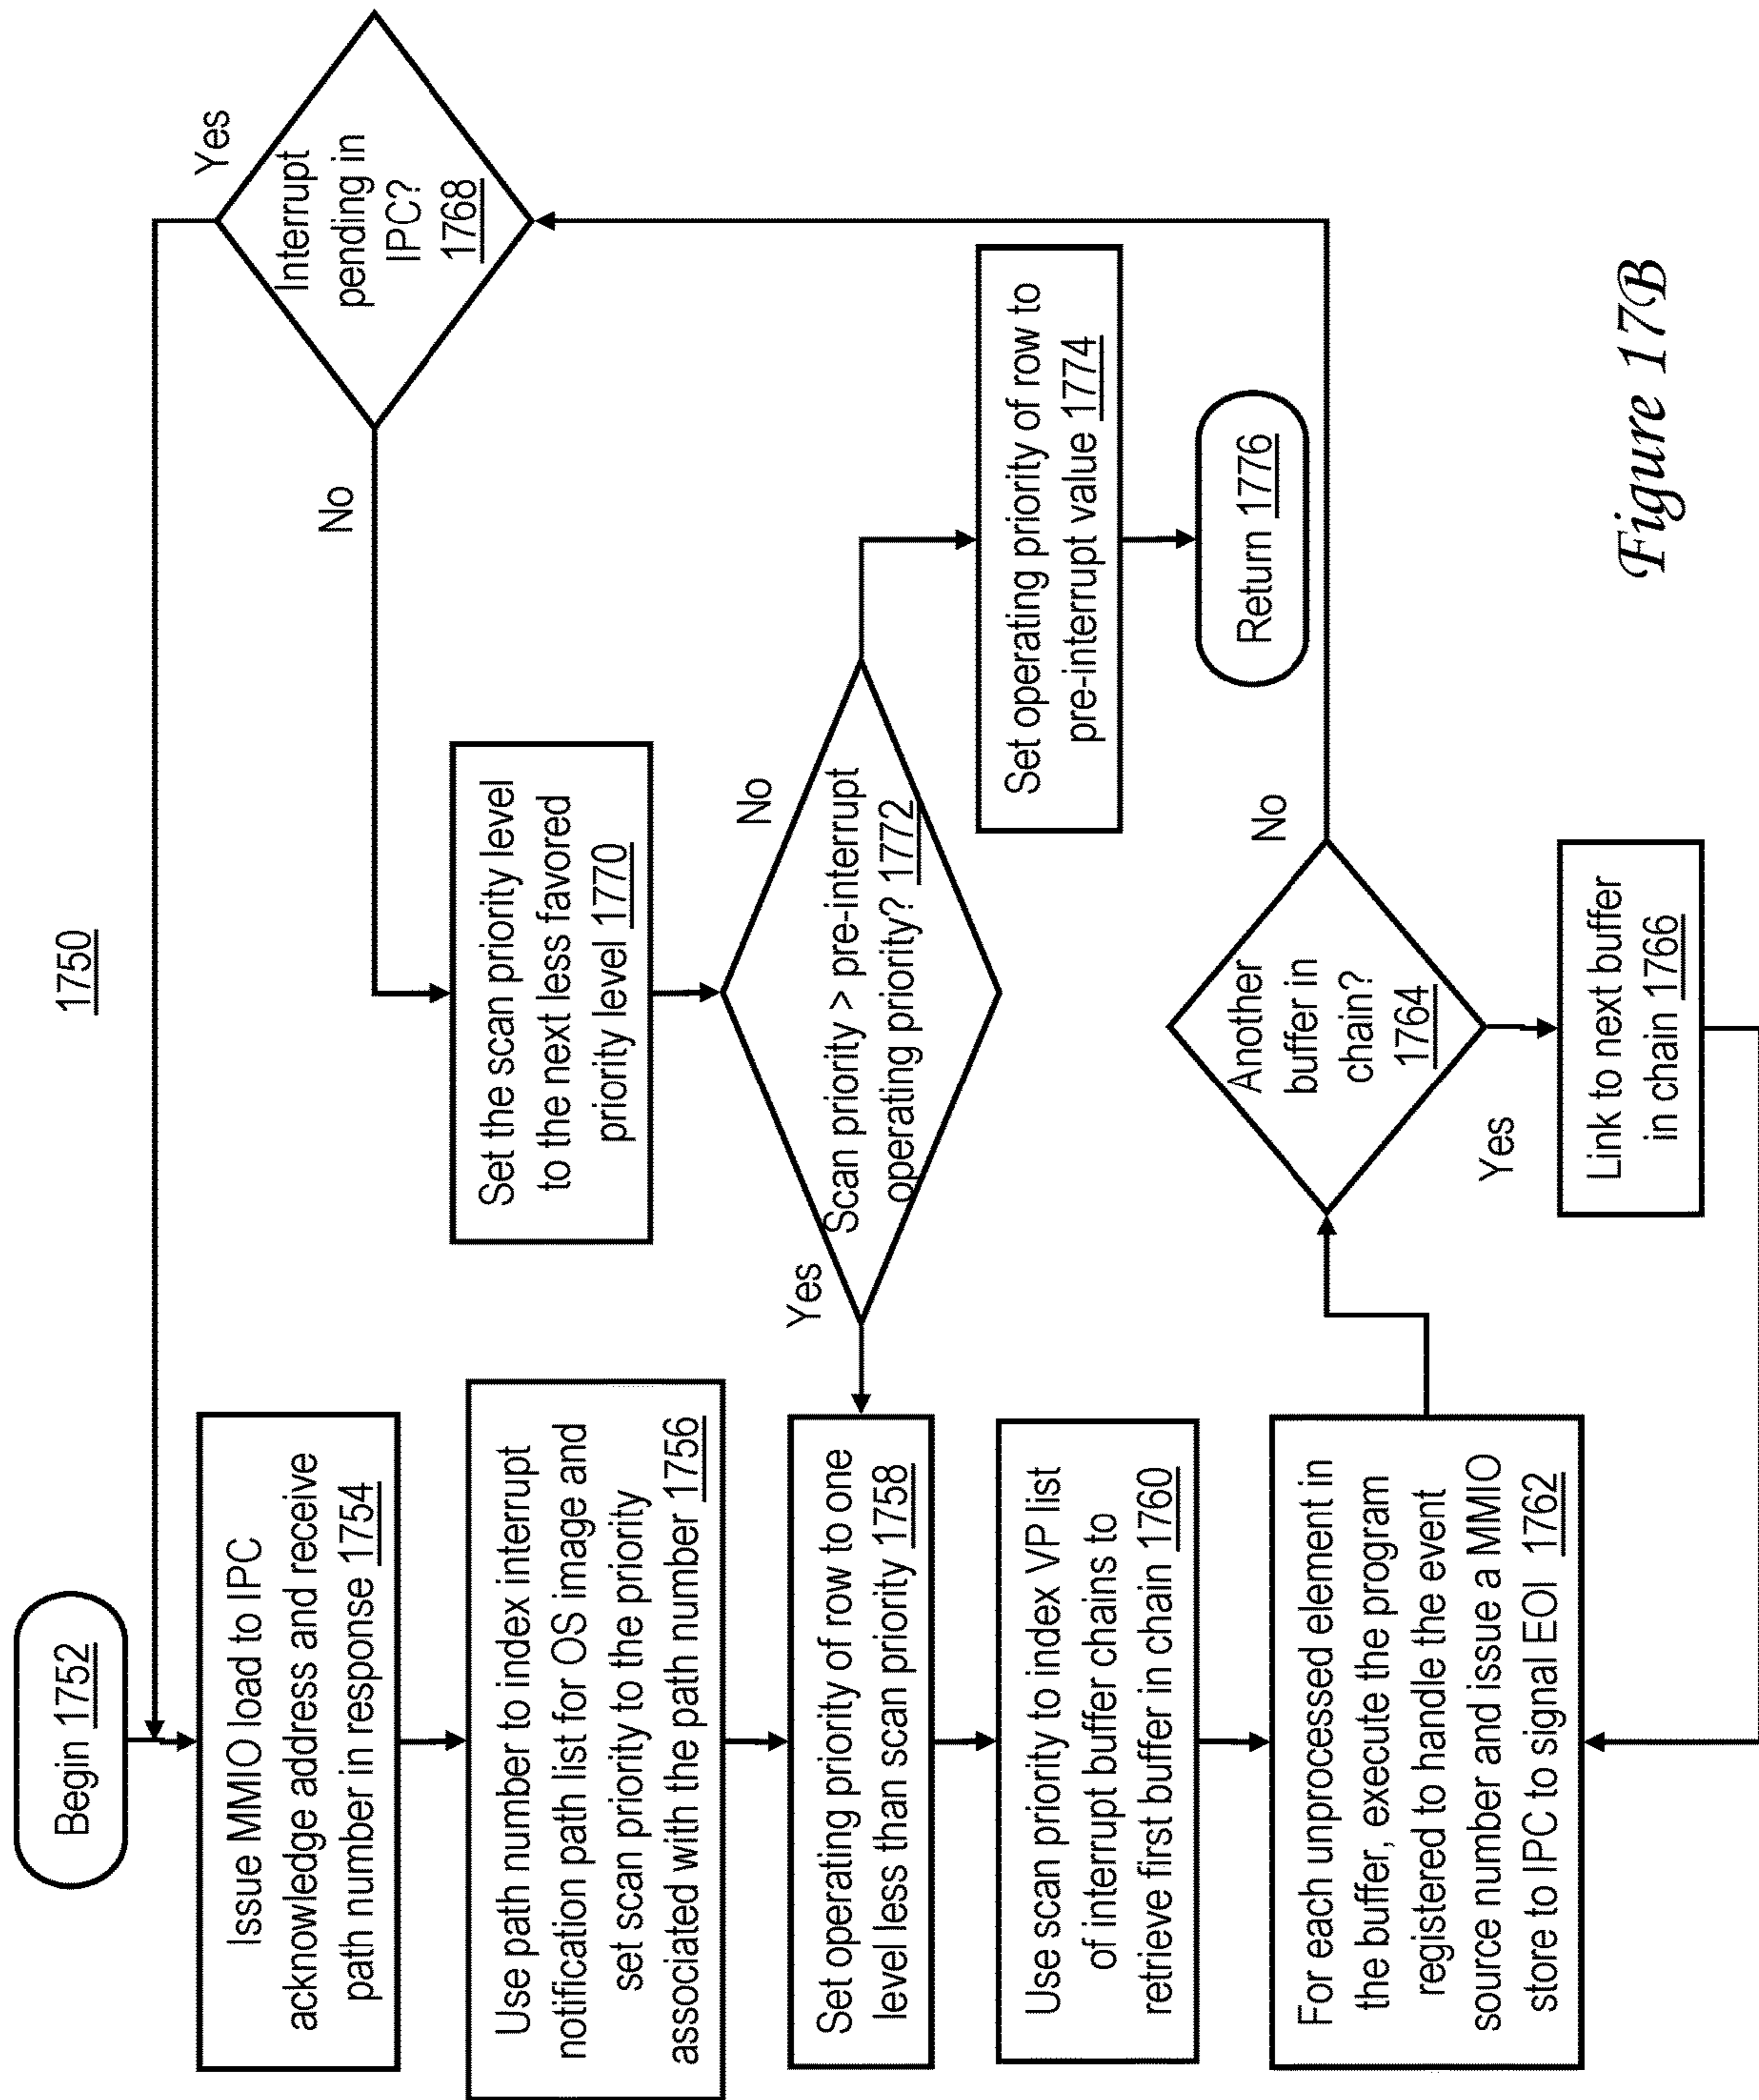 1750
Begin 1752
Issue MMIO load to IPC
acknowledge address and receive
path number in response 1754
Use path number to index interrupt
notification path list for OS image and
set scan priority to the priority
associated with the path number 1756
Set operating priority of row to one
level less than scan priority 1758
Use scan priority to index VP list
of interrupt buffer chains to
retrieve first buffer in chain 1760
For each unprocessed element in
the buffer, execute the program
registered to handle the event
source number and issue a MMIO
store to IPC to signal EOI 1762
Another
buffer in
chain?
1764
Yes
No
Link to next buffer
in chain 1766
Interrupt
pending in
IPC?
1768
Yes
No
Set the scan priority level
to the next less favored
priority level 1770
Scan priority > pre-interrupt
operating priority? 1772
Yes
No
Set operating priority of row to
pre-interrupt value 1774
Return 1776
Figure 17B